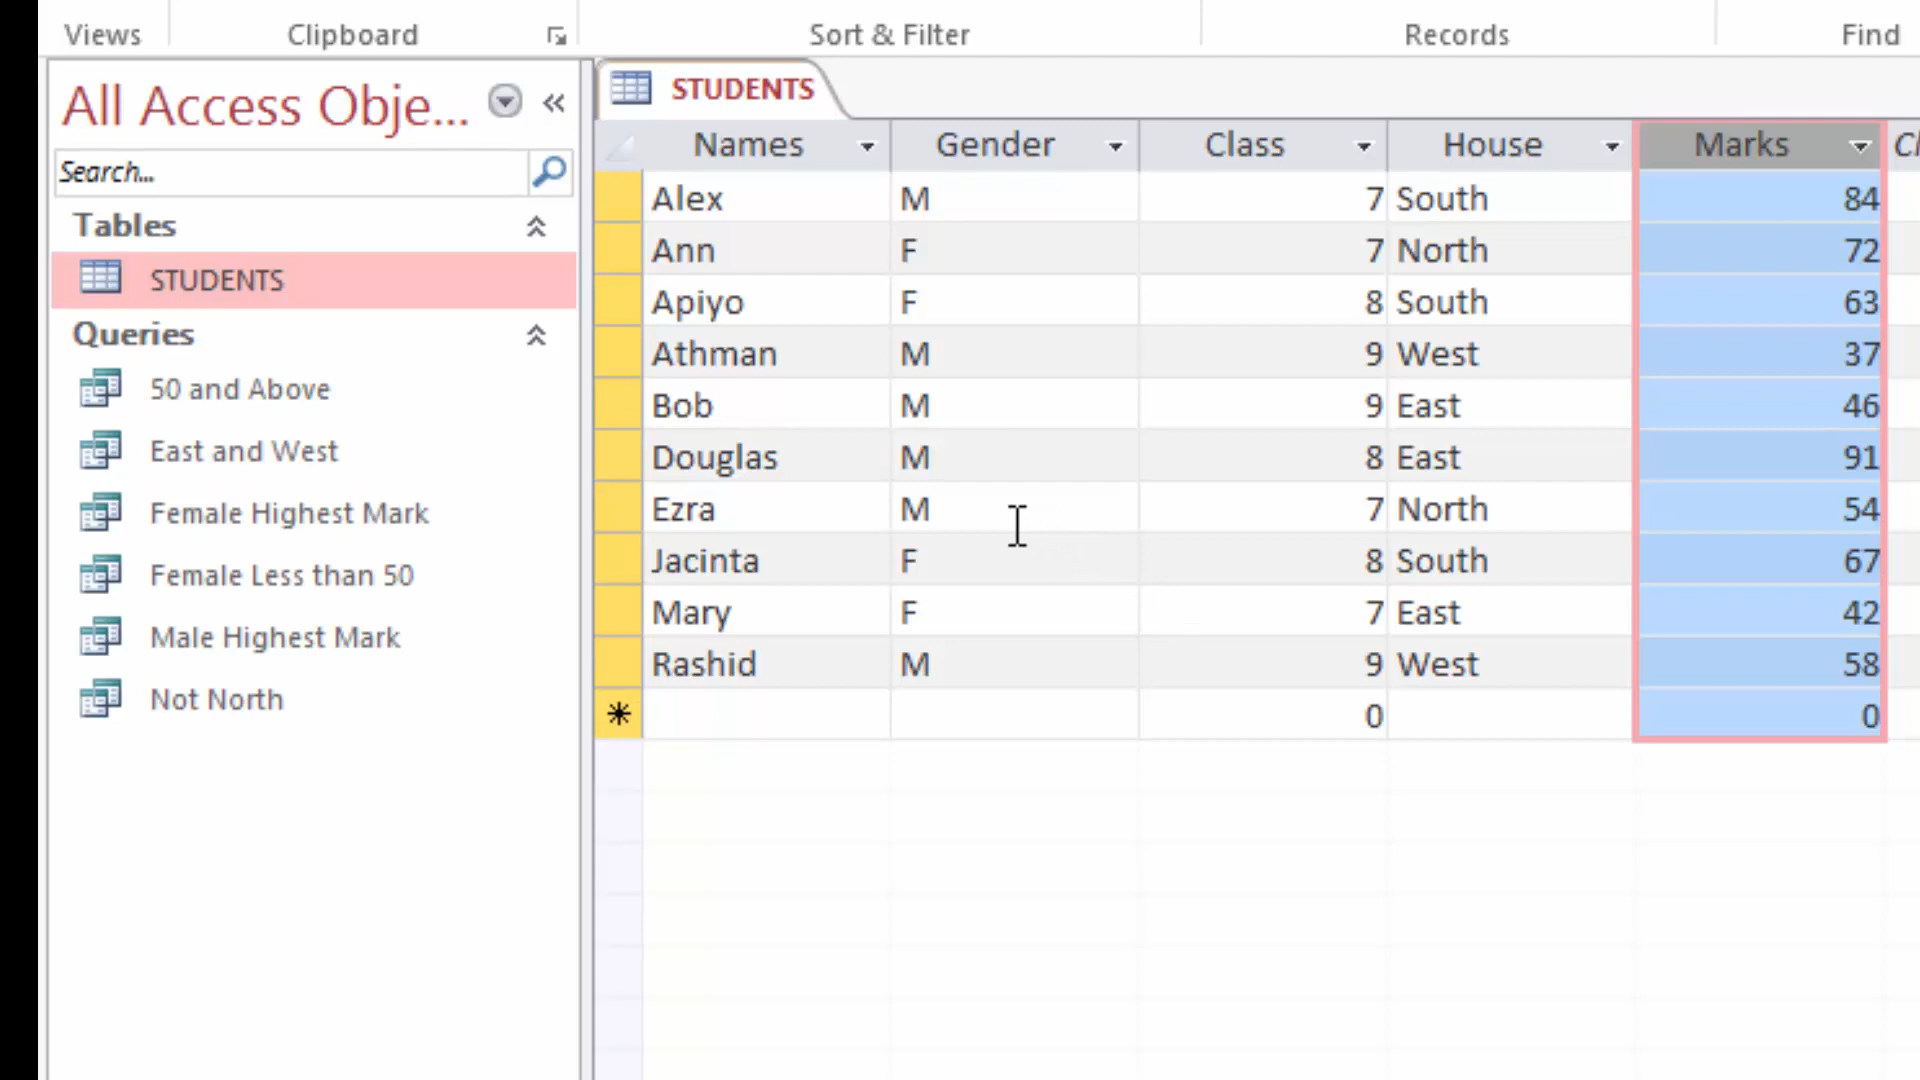 Views Clipboard Sort & Filter Records Find
All Access Obje...
Search...
Tables
STUDENTS
Queries
50 and Above
East and West
Female Highest Mark
Female Less than 50
Male Highest Mark
Not North
STUDENTS
Names Gender Class House Marks
Alex M 7 South 84
Ann F 7 North 72
Apiyo F 8 South 63
Athman M 9 West 37
Bob M 9 East 46
Douglas M 8 East 91
Ezra M 7 North 54
Jacinta F 8 South 67
Mary F 7 East 42
Rashid M 9 West 58
0 0